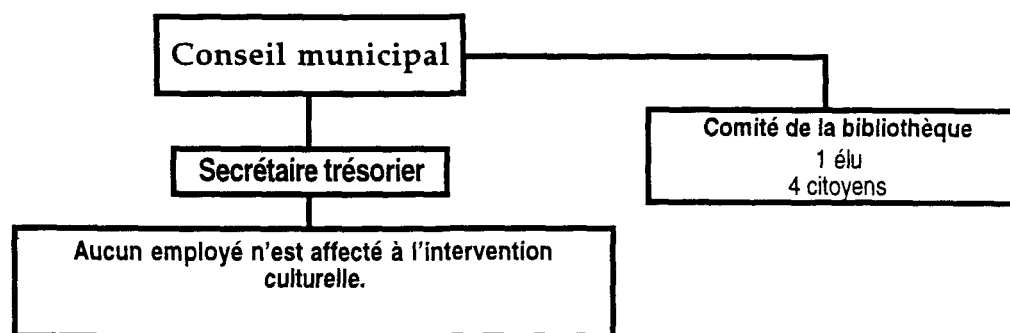 Conseil municipal
Comité de la bibliothèque
1 élu
4 citoyens
Secrétaire trésorier
Aucun employé n'est affecté à l'intervention
culturelle.